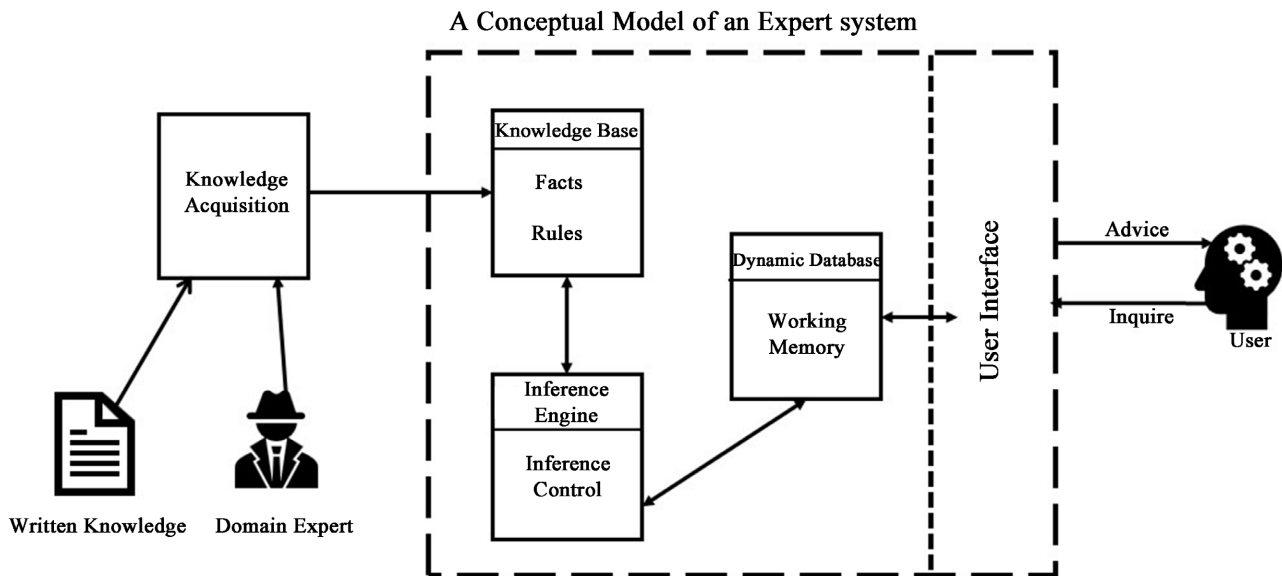 A Conceptual Model of an Expert system
Knowledge
Acquisition
Written Knowledge
Domain Expert
Knowledge Base
Facts
Rules
Inference
Engine
Inference
Control
Dynamic Database
Working
Memory
User Interface
Advice
Inquire
User